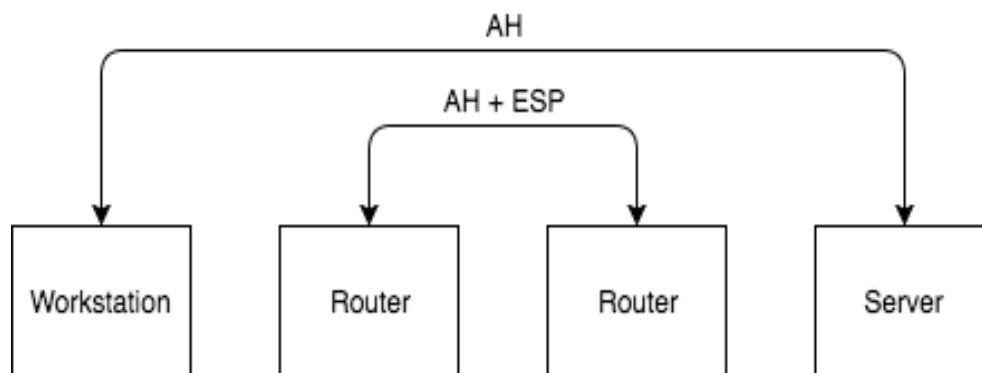 AH
AH + ESP
Workstation
Router
Router
Server